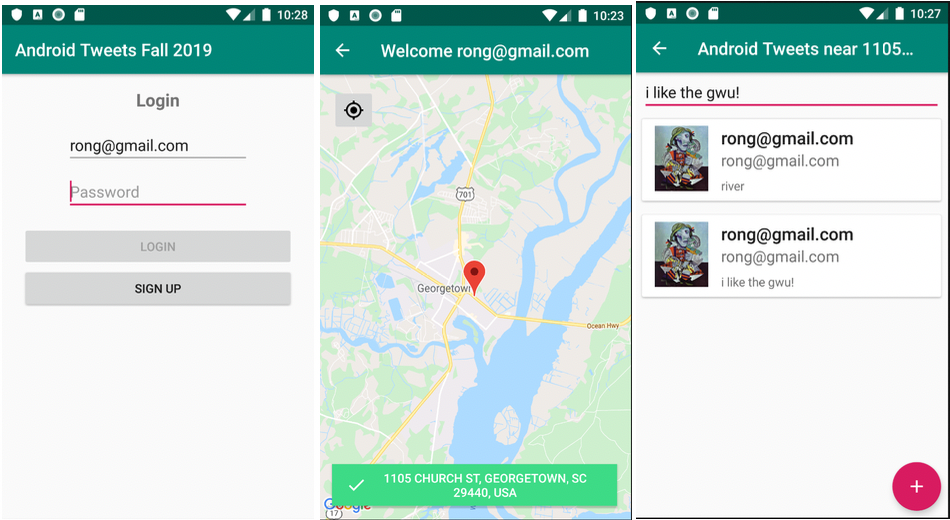 10:28
Android Tweets Fall 2019
Login
rong@gmail.com
Password
LOGIN
SIGN UP
10:23
Welcome rong@gmail.com
701
Georgetown
Ocean Hwy
1105 CHURCH ST, GEORGETOWN, SC
29440, USA
Google
17
10:27
Android Tweets near 1105...
i like the gwu!
rong@gmail.com
rong@gmail.com
river
rong@gmail.com
rong@gmail.com
i like the gwu!